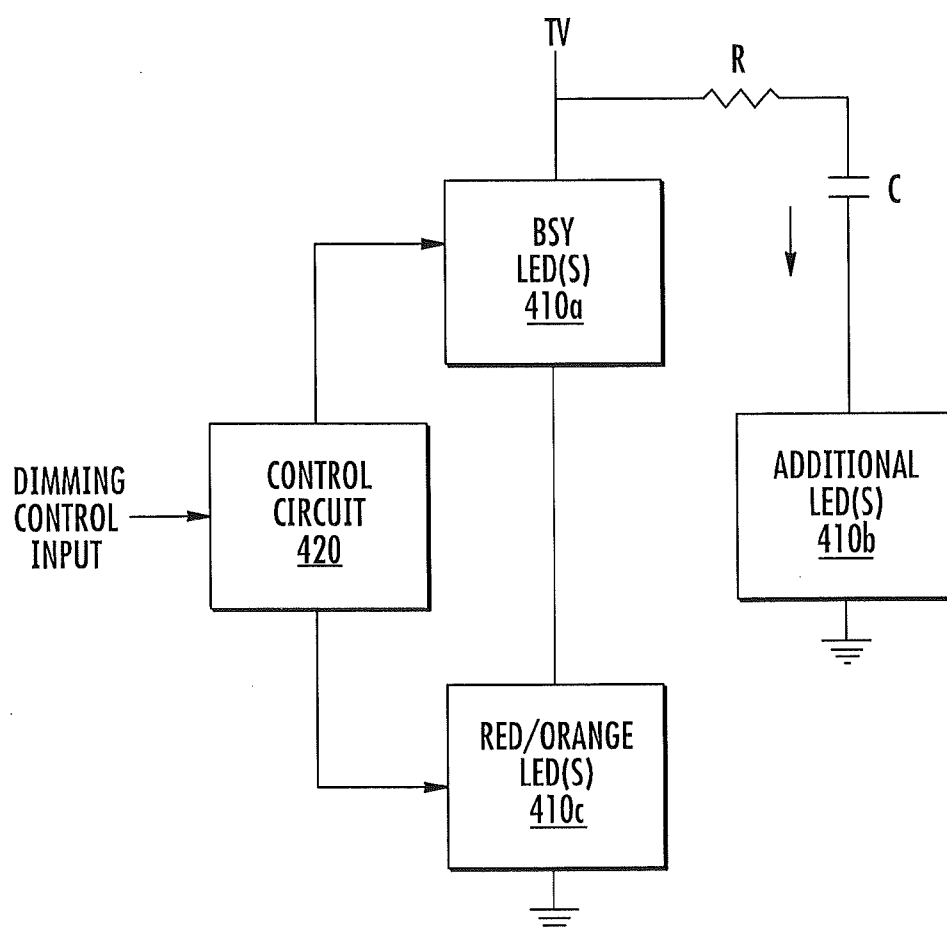 TV
R
C
BSY
LED(S)
410a
DIMMING
CONTROL
INPUT
CONTROL
CIRCUIT
420
ADDITIONAL
LED(S)
410b
RED/ORANGE
LED(S)
410c